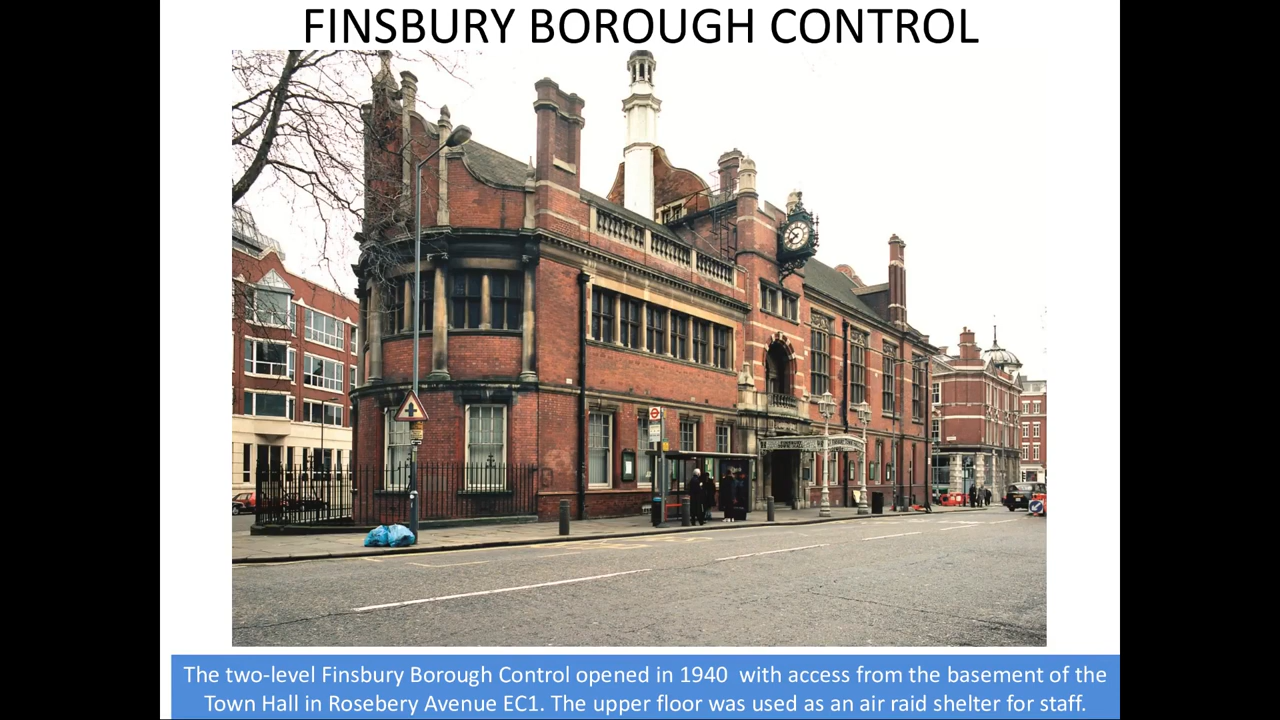 FINSBURY BOROUGH CONTROL
The two-level Finsbury Borough Control opened in 1940  with access from the basement of the
Town Hall in Rosebery Avenue EC1. The upper floor was used as an air raid shelter for staff.